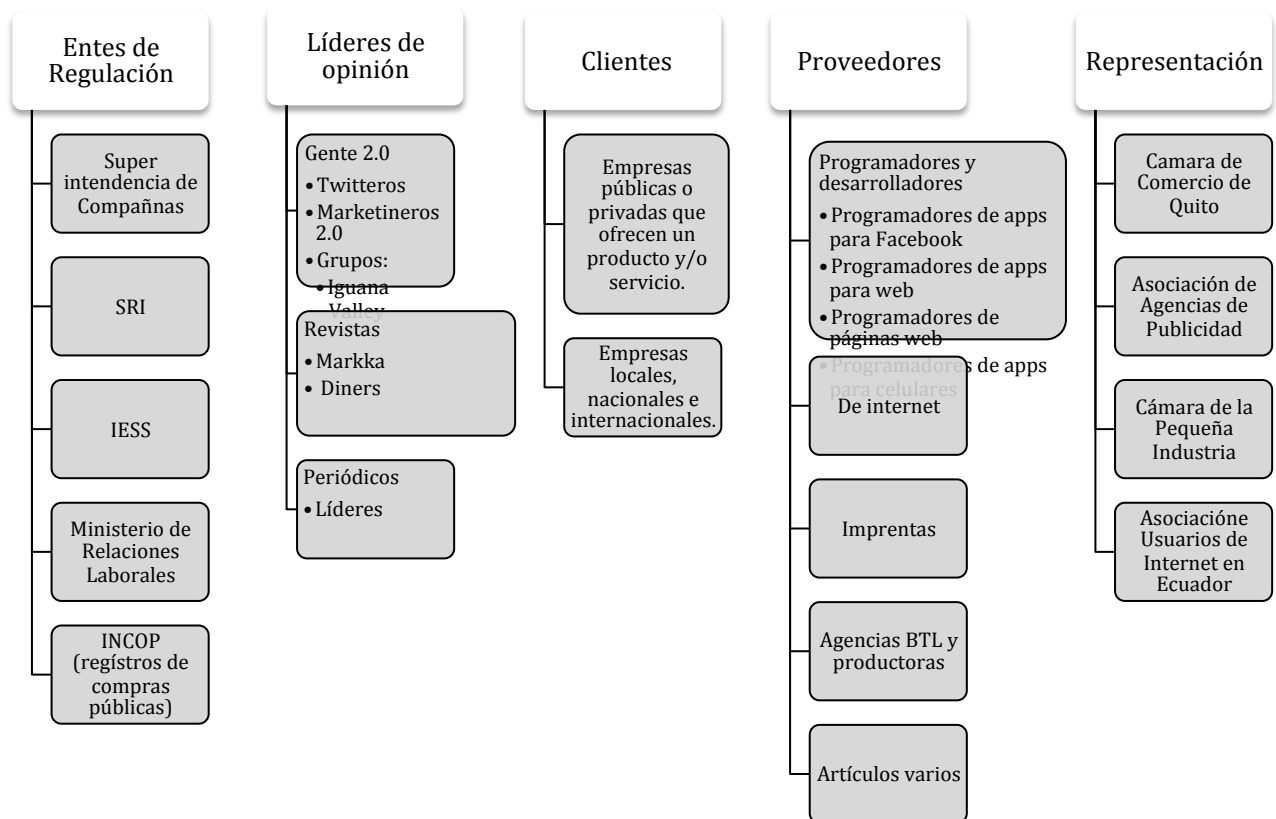 Entes de
Regulación
Super
intendencia de
Compañnas
SRI
IESS
Ministerio de
Relaciones
Laborales
INCOP
(regístros de
compras
públicas)
Líderes de
opinión
Gente 2.0
• Twitteros
• Marketineros
2.0
• Grupos:
• Iguana
Valley
Revistas
• Markka
• Diners
Periódicos
• Líderes
Clientes
Empresas
públicas o
privadas que
ofrecen un
producto y/o
servicio.
Empresas
locales,
nacionales e
internacionales.
Proveedores
Programadores y
desarrolladores
• Programadores de apps
para Facebook
• Programadores de apps
para web
• Programadores de
páginas web
• Programadores de apps
para celulares
De internet
Imprentas
Agencias BTL y
productoras
Artículos varios
Representación
Camara de
Comercio de
Quito
Asociación de
Agencias de
Publicidad
Cámara de la
Pequeña
Industria
Asociacióne
Usuarios de
Internet en
Ecuador